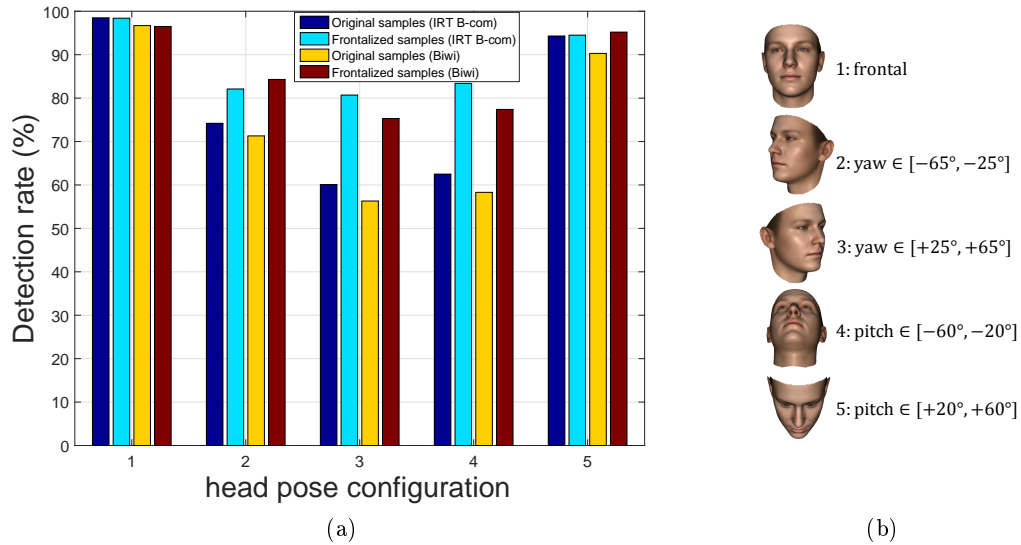 100
90
80
70
60
50
40
30
20
10
0
Detection rate (%)
Original samples (IRT B-com)
Frontalized samples (IRT B-com)
Original samples (Biwi)
Frontalized samples (Biwi)
1 2 3 4 5
head pose configuration
(a)
1: frontal
2: yaw ∈ [−65°, −25°]
3: yaw ∈ [+25°, +65°]
4: pitch ∈ [−60°, −20°]
5: pitch ∈ [+20°, +60°]
(b)